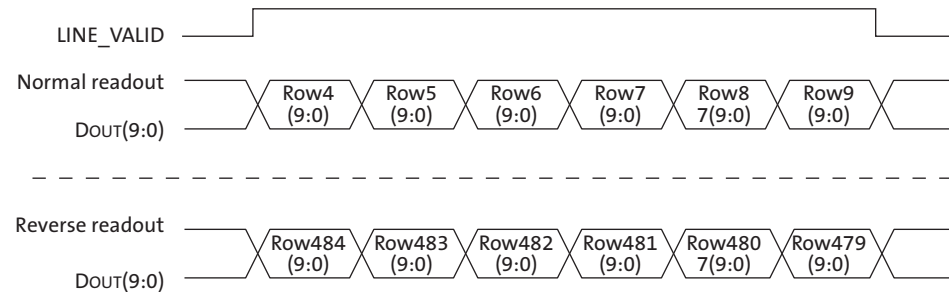 LINE_VALID
Normal readout
Row4 Row5 Row6 Row7 Row8 Row9
(9:0) (9:0) (9:0) (9:0) 7(9:0) (9:0)
DOUT(9:0)
Reverse readout
Row484 Row483 Row482 Row481 Row480 Row479
(9:0) (9:0) (9:0) (9:0) 7(9:0) (9:0)
DOUT(9:0)